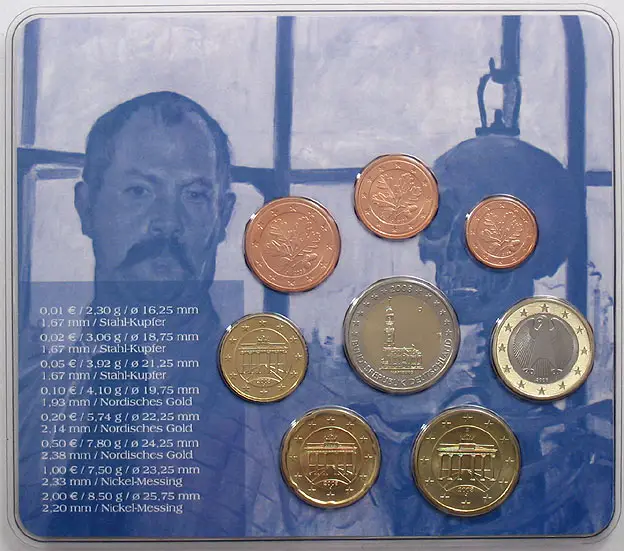 0,01 € / 2,30 g / ø 16,25 mm
1,67 mm / Stahl-Kupfer
0,02 € / 3,06 g / ø 18,75 mm
1,67 mm / Stahl-Kupfer
0,05 € / 3,92 g / ø 21,25 mm
1,67 mm / Stahl-Kupfer
0,10 € / 4,10 g / ø 19,75 mm
1,93 mm / Nordisches Gold
0,20 € / 5,74 g / ø 22,25 mm
2,14 mm / Nordisches Gold
0,50 € / 7,80 g / ø 24,25 mm
2,38 mm / Nordisches Gold
1,00 € / 7,50 g / ø 23,25 mm
2,33 mm / Nickel-Messing
2,00 € / 8,50 g / ø 25,75 mm
2,20 mm / Nickel-Messing
2008
BUNDESREPUBLIK DEUTSCHLAND
2008